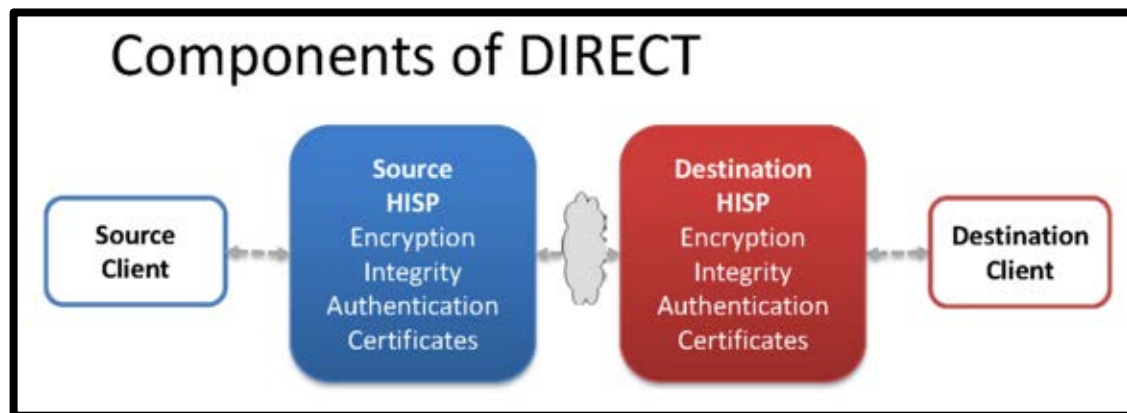 Components of DIRECT
Source
Client
Source
HISP
Encryption
Integrity
Authentication
Certificates
Destination
HISP
Encryption
Integrity
Authentication
Certificates
Destination
Client